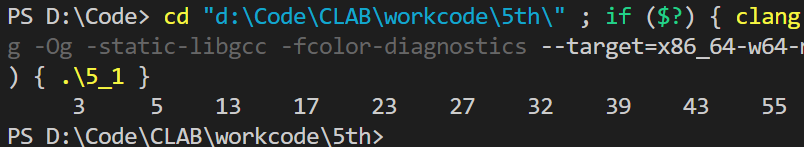 PS D:\Code> cd "d:\Code\CLAB\workcode\5th\" ; if ($?) { clang
g -Og -static-libgcc -fcolor-diagnostics --target=x86_64-w64-
) { .\5_1 }
3 5 13 17 23 27 32 39 43 55
PS D:\Code\CLAB\workcode\5th>